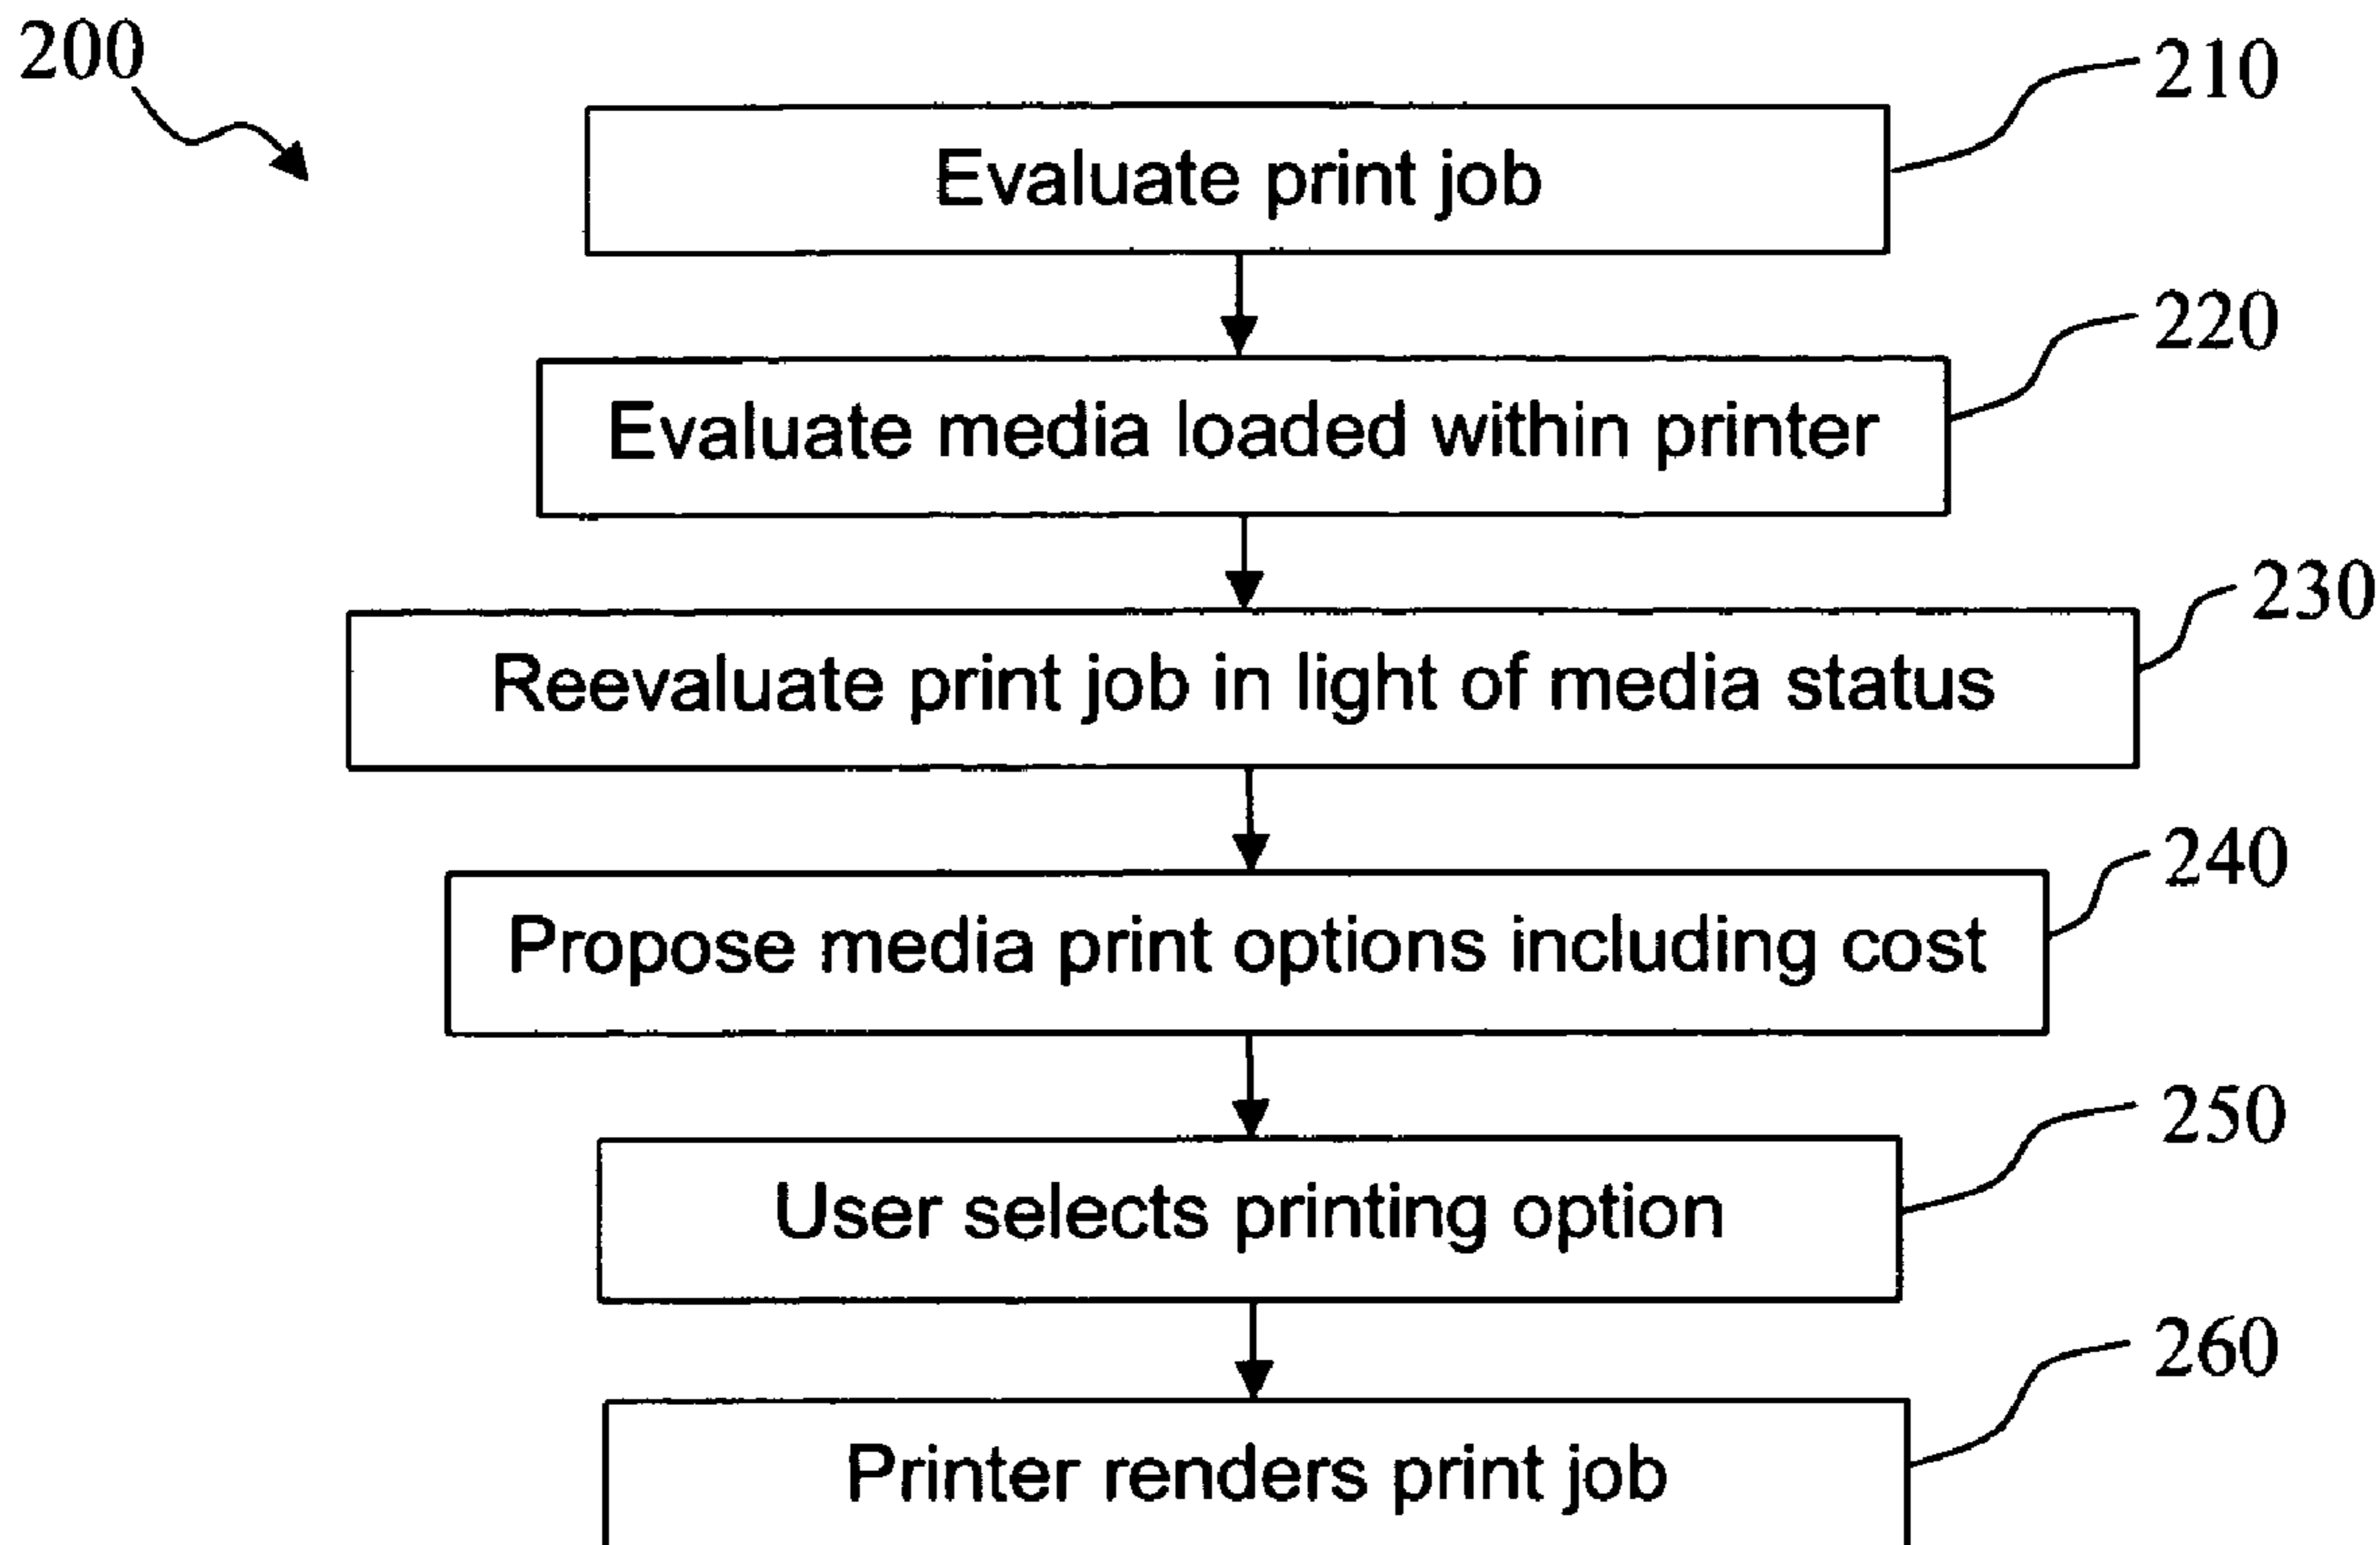 200
210
Evaluate print job
220
Evaluate media loaded within printer
230
Reevaluate print job in light of media status
240
Propose media print options including cost
250
User selects printing option
260
Printer renders print job